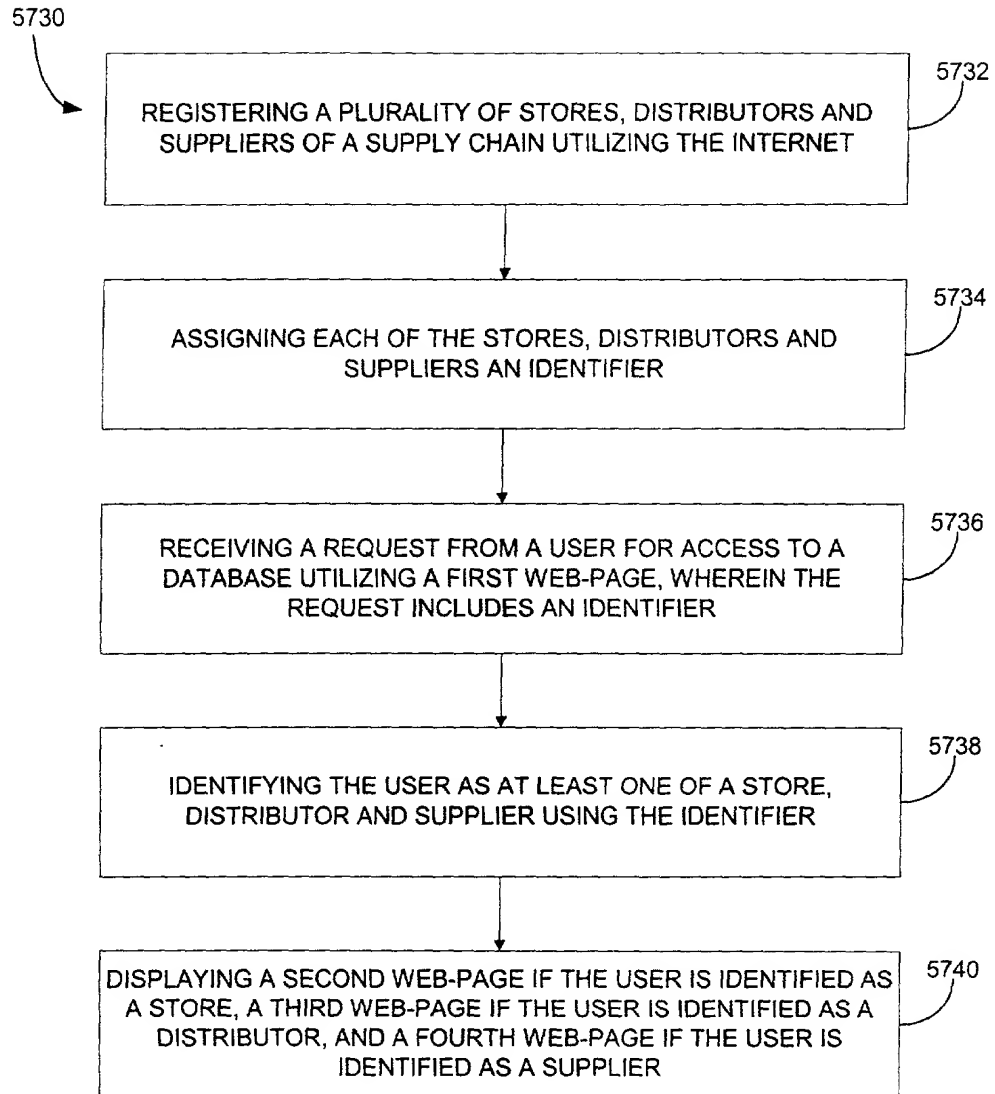 5730
5732
REGISTERING A PLURALITY OF STORES, DISTRIBUTORS AND
SUPPLIERS OF A SUPPLY CHAIN UTILIZING THE INTERNET
5734
ASSIGNING EACH OF THE STORES, DISTRIBUTORS AND
SUPPLIERS AN IDENTIFIER
5736
RECEIVING A REQUEST FROM A USER FOR ACCESS TO A
DATABASE UTILIZING A FIRST WEB-PAGE, WHEREIN THE
REQUEST INCLUDES AN IDENTIFIER
5738
IDENTIFYING THE USER AS AT LEAST ONE OF A STORE,
DISTRIBUTOR AND SUPPLIER USING THE IDENTIFIER
5740
DISPLAYING A SECOND WEB-PAGE IF THE USER IS IDENTIFIED AS
A STORE, A THIRD WEB-PAGE IF THE USER IS IDENTIFIED AS A
DISTRIBUTOR, AND A FOURTH WEB-PAGE IF THE USER IS
IDENTIFIED AS A SUPPLIER